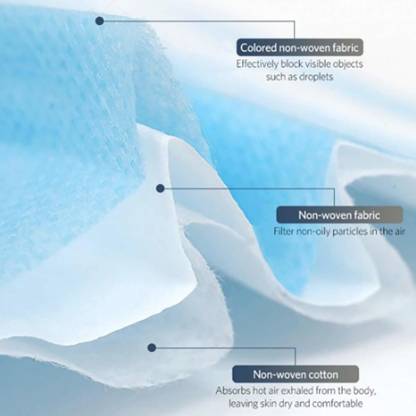 Colored non-woven fabric
Effectively block visible objects
such as droplets
Non-woven fabric
Filter non-oily particles in the air
Non-woven cotton
Absorbs hot air exhaled from the body,
leaving skin dry and comfortable